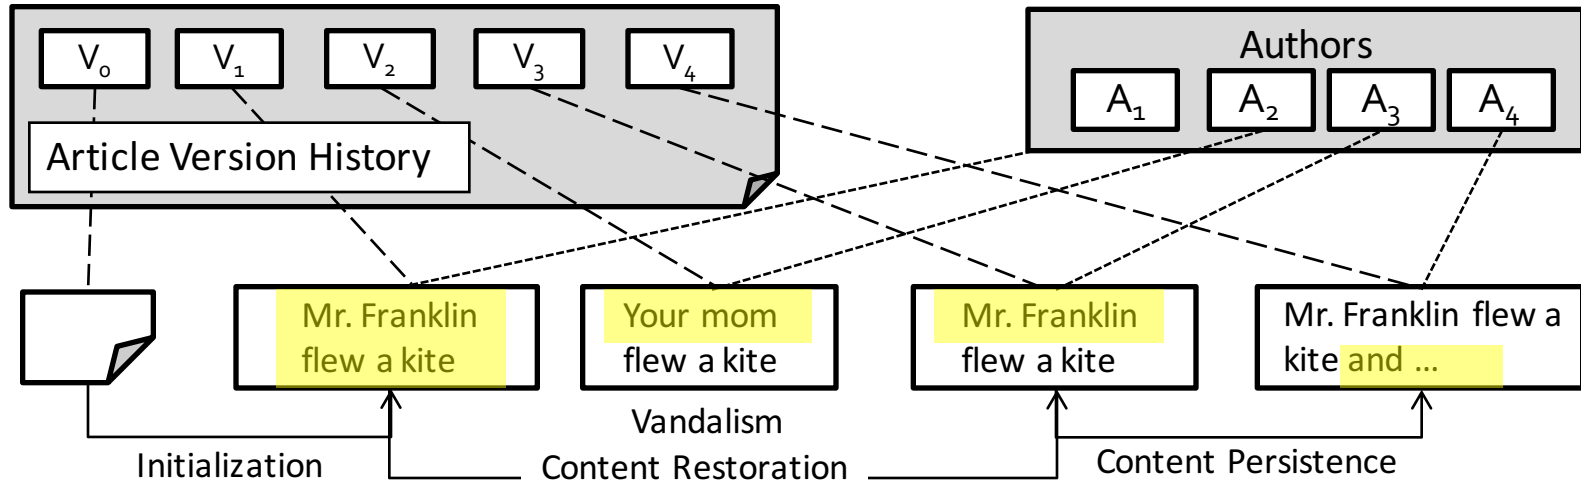 V₀ V₁ V₂ V₃ V₄
Article Version History
Authors
A₁ A₂ A₃ A₄
Mr. Franklin
flew a kite
Your mom
flew a kite
Mr. Franklin
flew a kite
Mr. Franklin flew a
kite and ...
Vandalism
Initialization
Content Restoration
Content Persistence